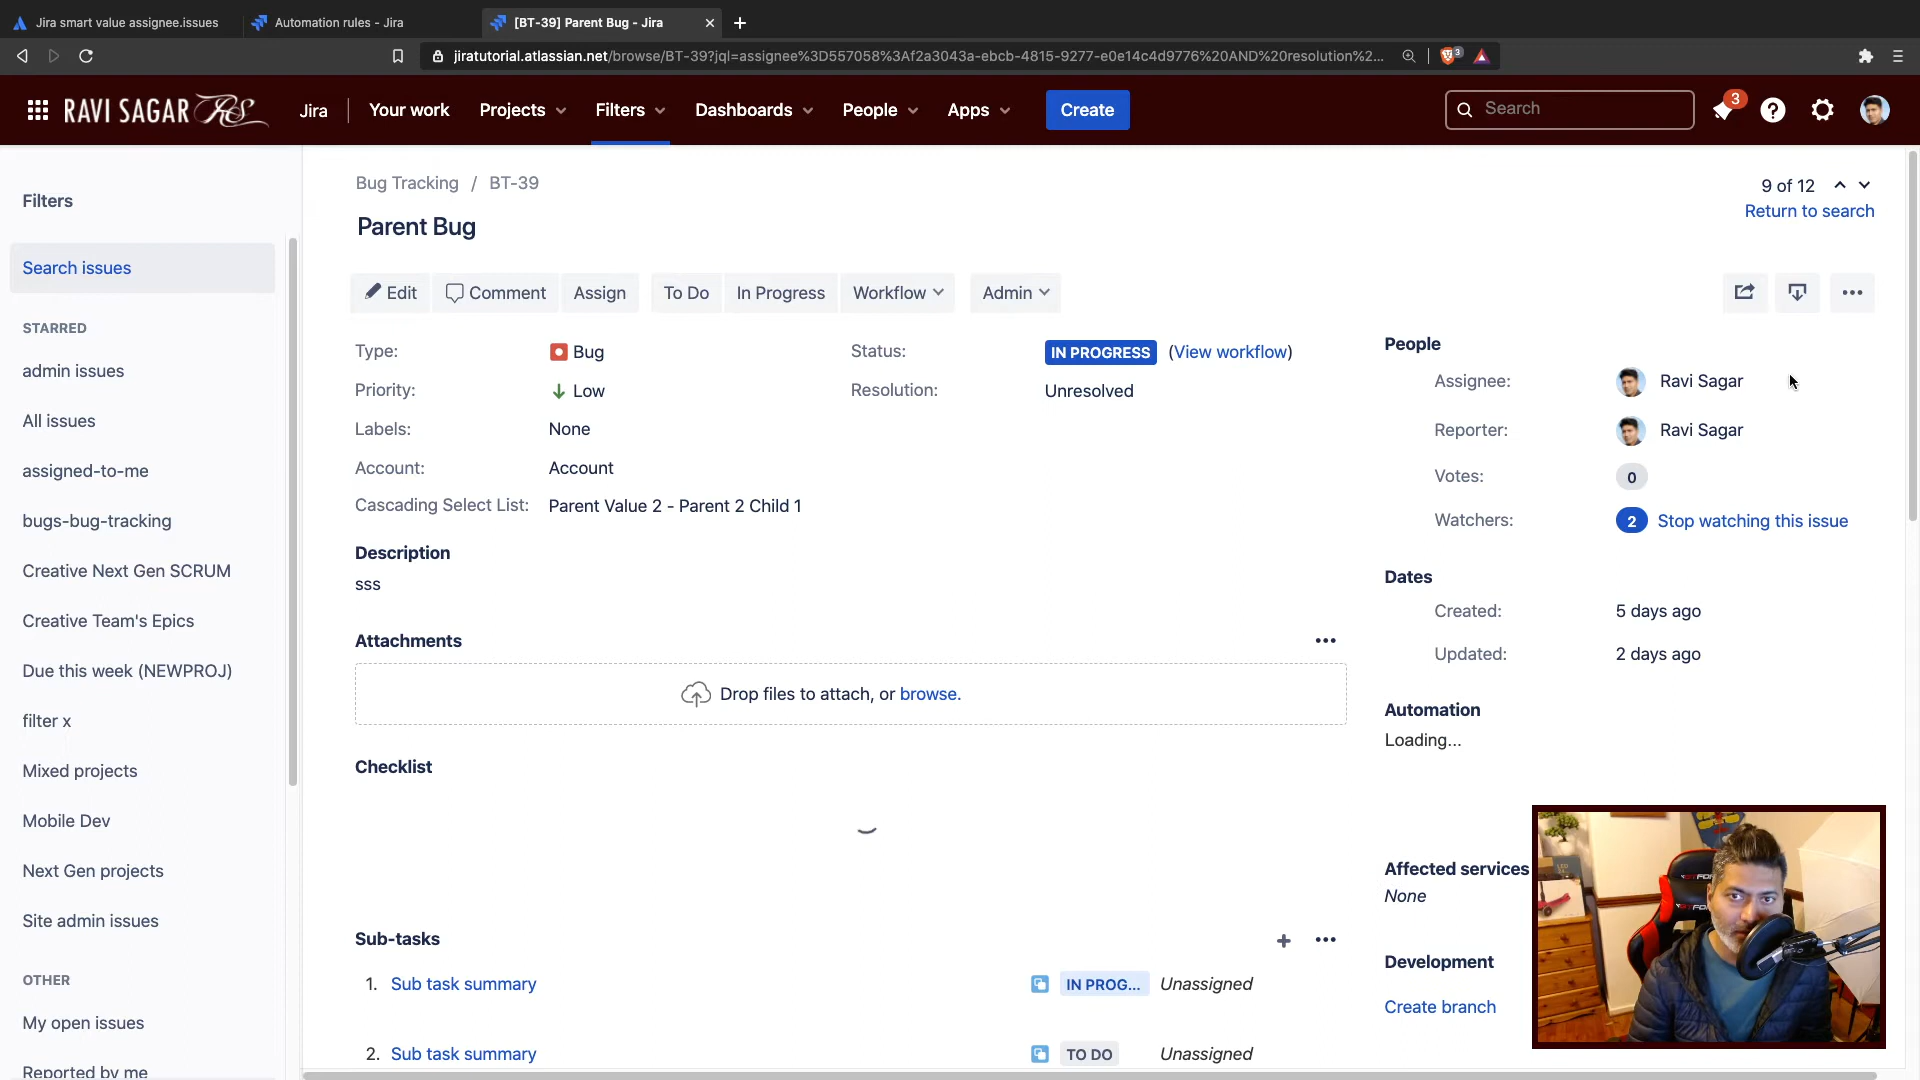 Jira smart value assignee.issues
Automation rules - Jira
[BT-39] Parent Bug - Jira
jiratutorial.atlassian.net/browse/BT-39?jql=assignee%3D557058%3Af2a3043a-ebcb-4815-9277-e0e14c4d9776%20AND%20resolution%2...
3
RAVI SAGAR RS
Jira
Your work
Projects
Filters
Dashboards
People
Apps
Create
Search
3
Filters
Search issues
STARRED
admin issues
All issues
assigned-to-me
bugs-bug-tracking
Creative Next Gen SCRUM
Creative Team's Epics
Due this week (NEWPROJ)
filter x
Mixed projects
Mobile Dev
Next Gen projects
Site admin issues
OTHER
My open issues
Reported by me
Bug Tracking / BT-39
9 of 12
Return to search
Parent Bug
Edit
Comment
Assign
To Do
In Progress
Workflow
Admin
Type: Bug
Status: IN PROGRESS (View workflow)
Priority: Low
Resolution: Unresolved
Labels: None
Account: Account
Cascading Select List: Parent Value 2 - Parent 2 Child 1
Description
sss
Attachments
Drop files to attach, or browse.
Checklist
Sub-tasks
1. Sub task summary IN PROG... Unassigned
2. Sub task summary TO DO Unassigned
People
Assignee: Ravi Sagar
Reporter: Ravi Sagar
Votes: 0
Watchers: 2 Stop watching this issue
Dates
Created: 5 days ago
Updated: 2 days ago
Automation
Loading...
Affected services
None
Development
Create branch